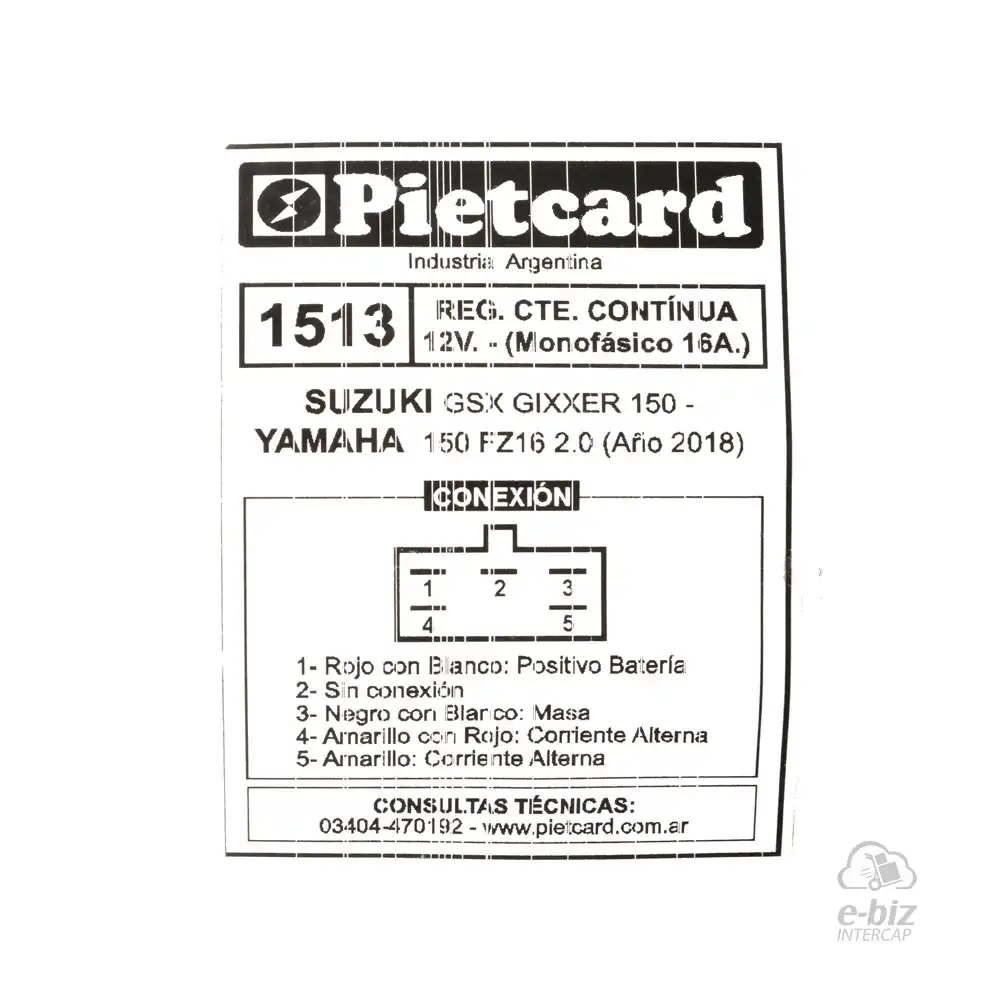 Pietcard
Industria Argentina
1513
REG. CTE. CONTÍNUA
12V. - (Monofásico 16A.)
SUZUKI GSX GIXXER 150 -
YAMAHA 150 FZ16 2.0 (Año 2018)
CONEXIÓN
1 2 3
4 5
1- Rojo con Blanco: Positivo Batería
2- Sin conexión
3- Negro con Blanco: Masa
4- Amarillo con Rojo: Corriente Alterna
5- Amarillo: Corriente Alterna
CONSULTAS TÉCNICAS:
03404-470192 - www.pietcard.com.ar
e-biz
INTERCAP